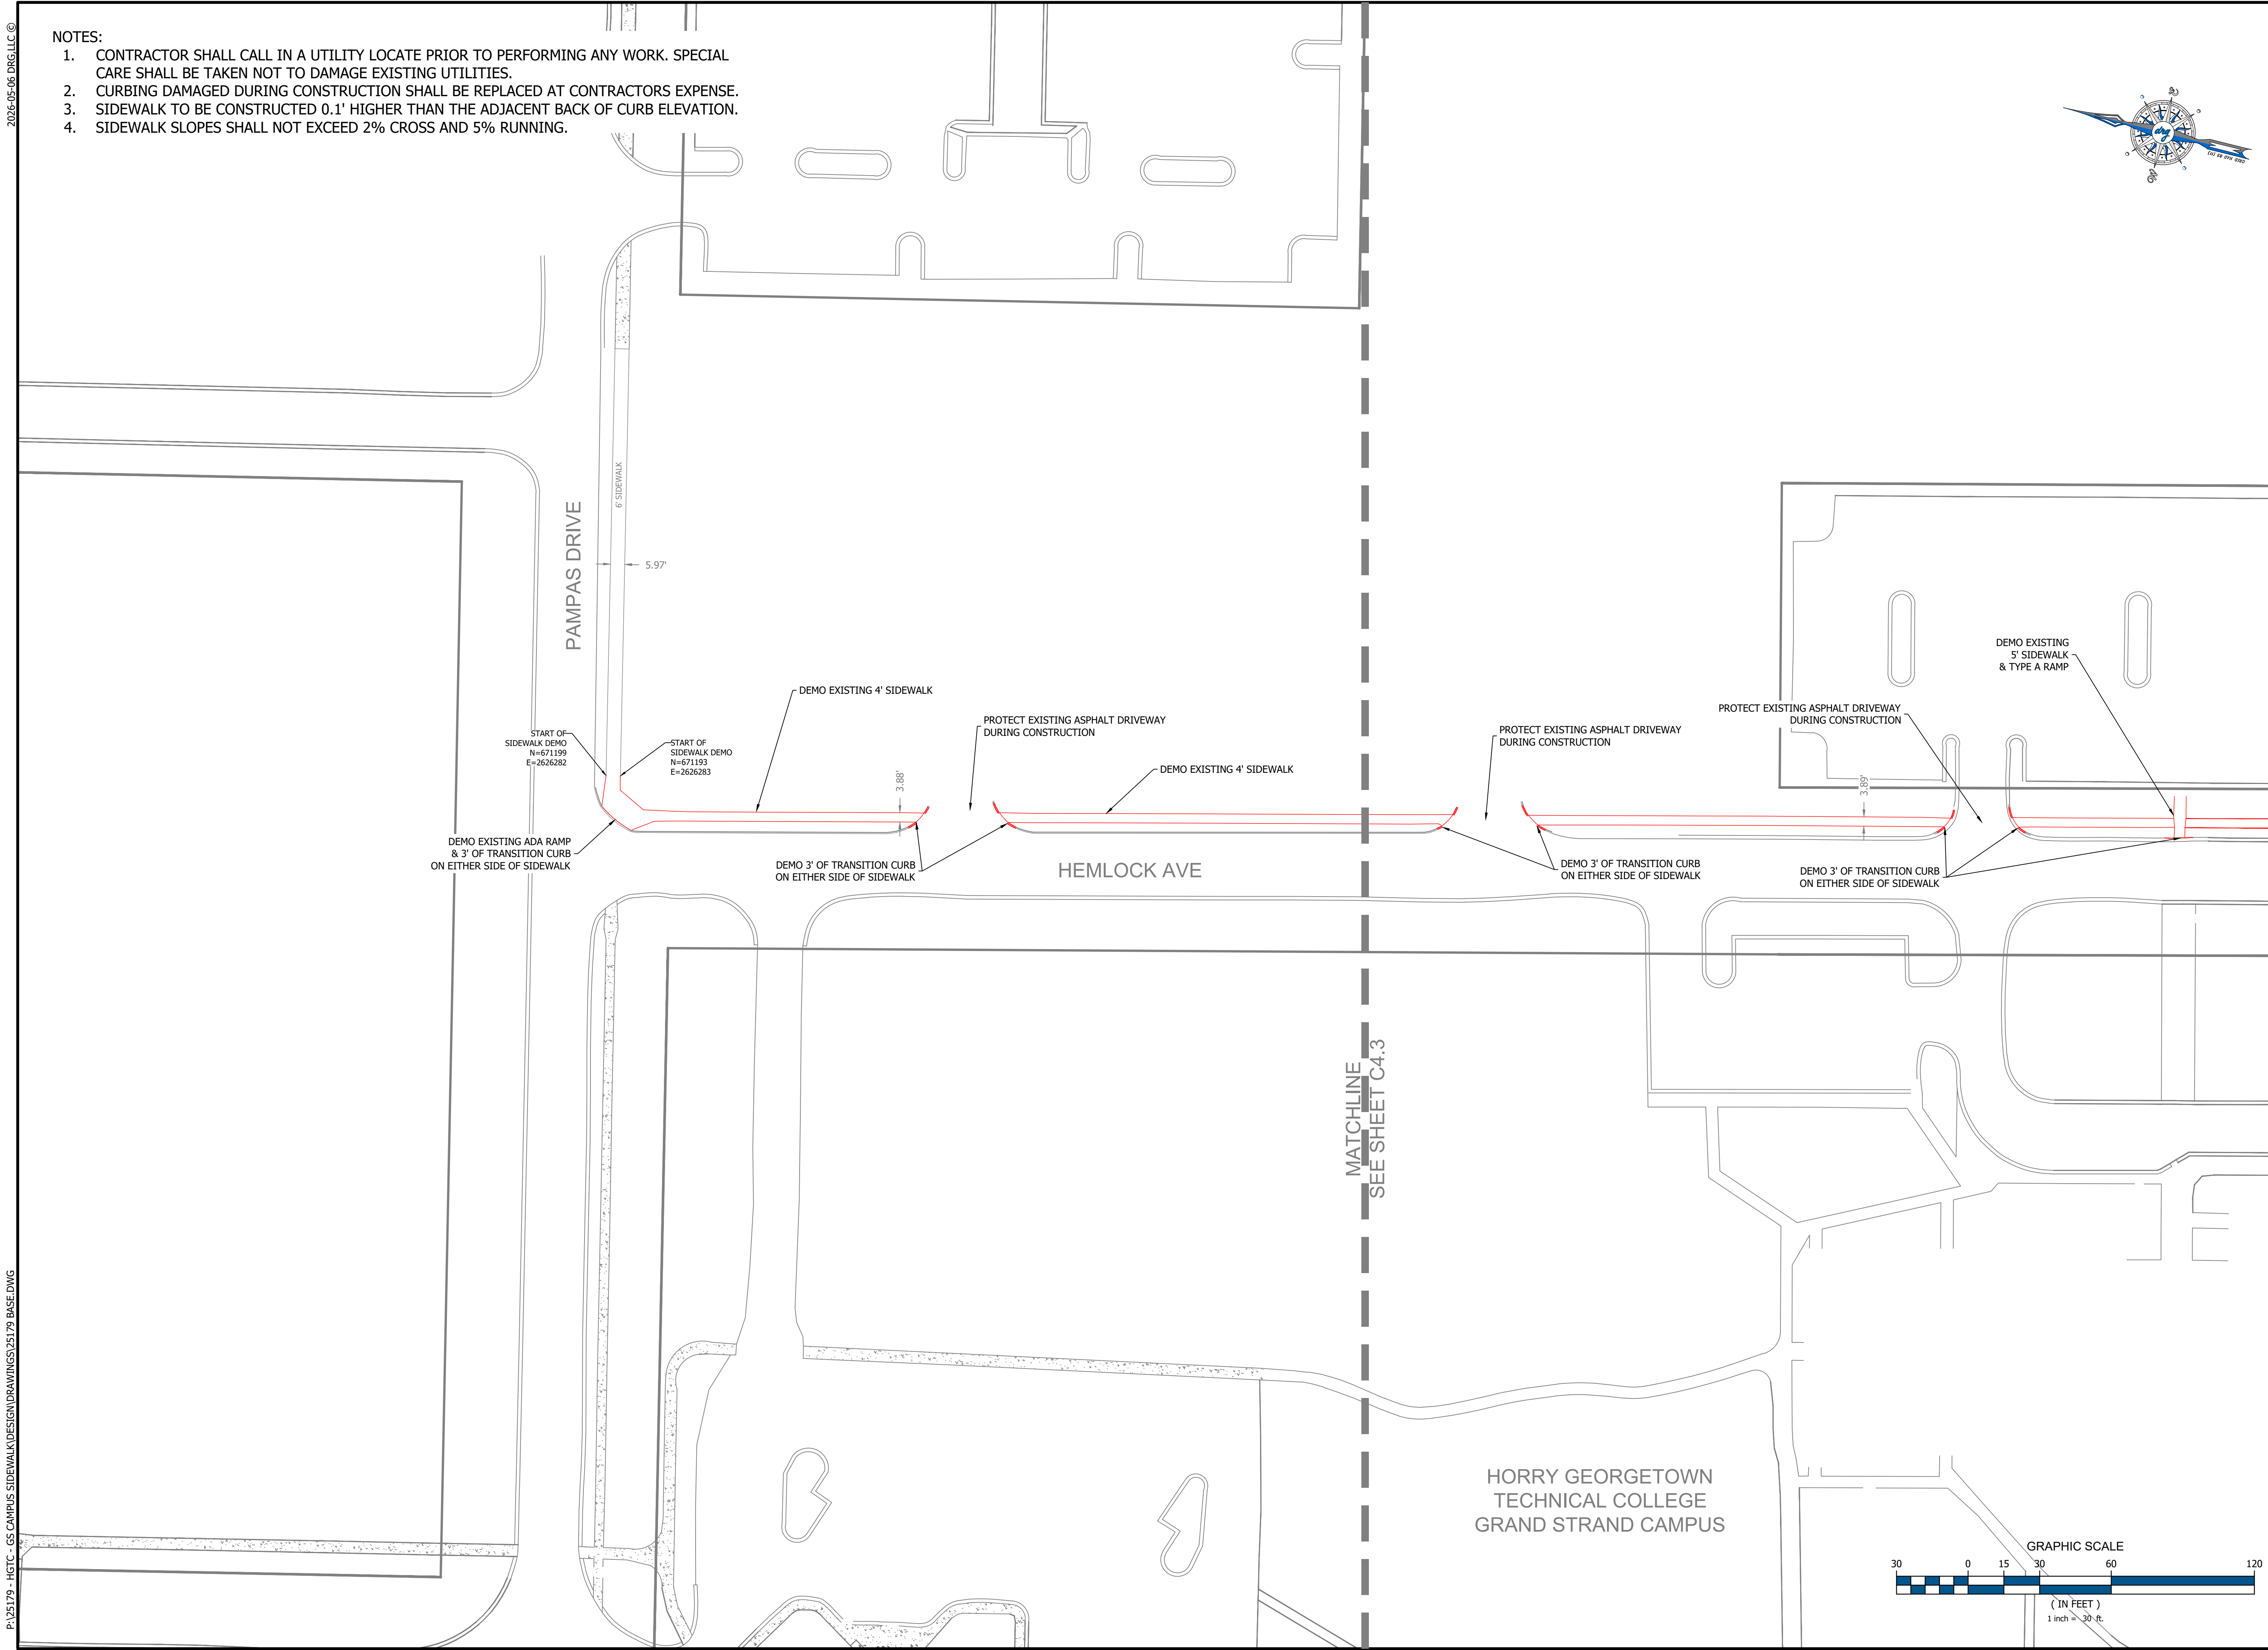 2026-05-06 DRG,LLC ©
NOTES:
1. CONTRACTOR SHALL CALL IN A UTILITY LOCATE PRIOR TO PERFORMING ANY WORK. SPECIAL
CARE SHALL BE TAKEN NOT TO DAMAGE EXISTING UTILITIES.
2. CURBING DAMAGED DURING CONSTRUCTION SHALL BE REPLACED AT CONTRACTORS EXPENSE.
3. SIDEWALK TO BE CONSTRUCTED 0.1' HIGHER THAN THE ADJACENT BACK OF CURB ELEVATION.
4. SIDEWALK SLOPES SHALL NOT EXCEED 2% CROSS AND 5% RUNNING.
drg
6' SIDEWALK
PAMPAS DRIVE
5.97'
START OF
SIDEWALK DEMO
N=671199
E=2626282
START OF
SIDEWALK DEMO
N=671193
E=2626283
DEMO EXISTING 4' SIDEWALK
3.88'
PROTECT EXISTING ASPHALT DRIVEWAY
DURING CONSTRUCTION
DEMO EXISTING 4' SIDEWALK
PROTECT EXISTING ASPHALT DRIVEWAY
DURING CONSTRUCTION
PROTECT EXISTING ASPHALT DRIVEWAY
DURING CONSTRUCTION
3.89'
DEMO EXISTING
5' SIDEWALK
& TYPE A RAMP
DEMO EXISTING ADA RAMP
& 3' OF TRANSITION CURB
ON EITHER SIDE OF SIDEWALK
DEMO 3' OF TRANSITION CURB
ON EITHER SIDE OF SIDEWALK
HEMLOCK AVE
DEMO 3' OF TRANSITION CURB
ON EITHER SIDE OF SIDEWALK
DEMO 3' OF TRANSITION CURB
ON EITHER SIDE OF SIDEWALK
MATCHLINE
SEE SHEET C4.3
HORRY GEORGETOWN
TECHNICAL COLLEGE
GRAND STRAND CAMPUS
GRAPHIC SCALE
30 0 15 30 60 120
( IN FEET )
1 inch = 30 ft.
P:\25179 - HGTC - GS CAMPUS SIDEWALK\DESIGN\DRAWINGS\25179 BASE.DWG